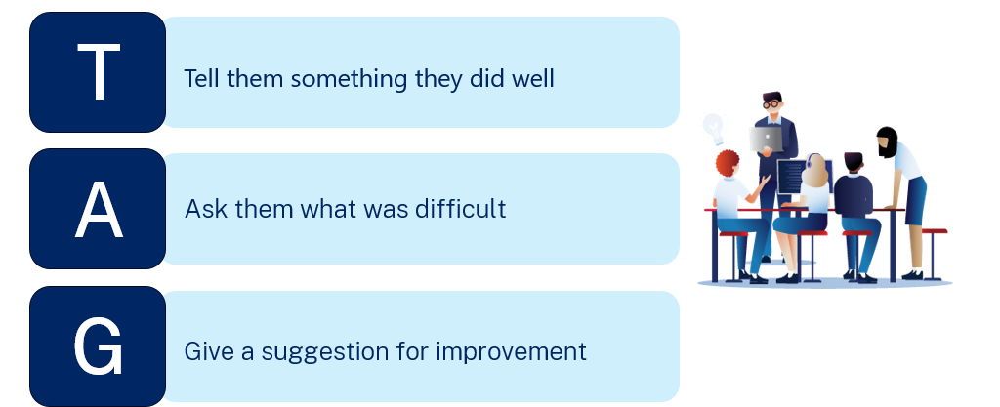 T
Tell them something they did well
A
Ask them what was difficult
G
Give a suggestion for improvement